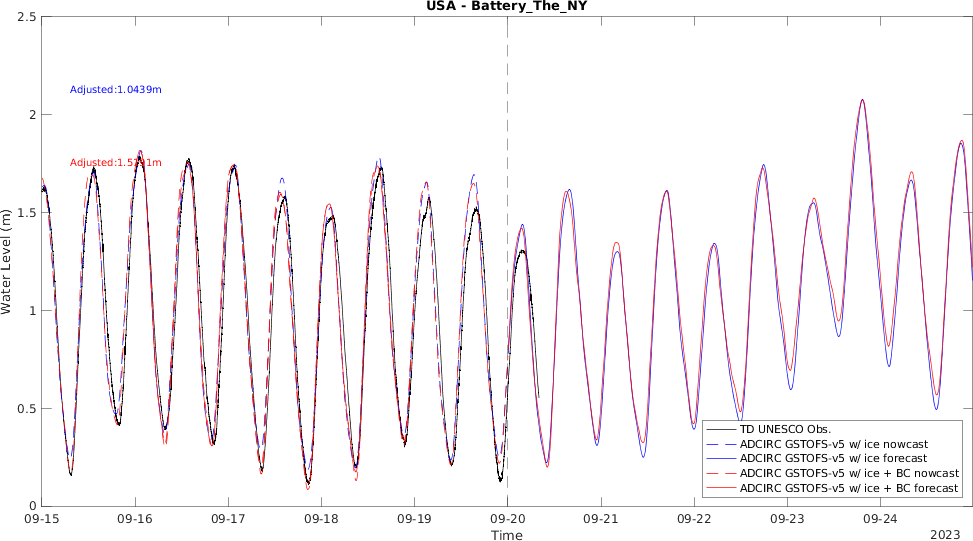 USA - Battery_The_NY
2.5
2
1.5
1
0.5
0
Water Level (m)
Adjusted:1.0439m
09-15
09-16
09-17
09-18
09-19
09-20
09-21
09-22
09-23
09-24
Time
2023
TD UNESCO Obs.
ADCIRC GSTOFS-v5 w/ ice nowcast
ADCIRC GSTOFS-v5 w/ ice forecast
ADCIRC GSTOFS-v5 w/ ice + BC nowcast
ADCIRC GSTOFS-v5 w/ ice + BC forecast